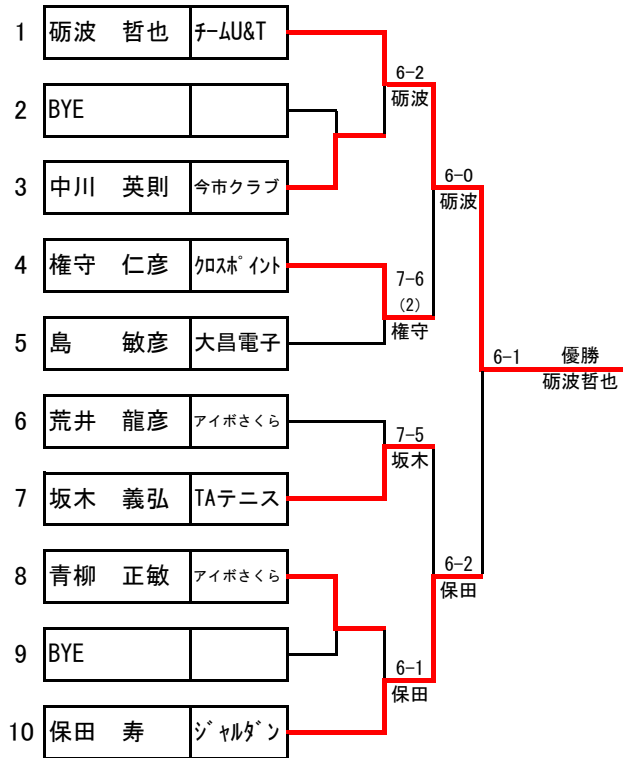 1 砺波 哲也 ﾁｰﾑU&T
2 BYE
3 中川 英則 今市クラブ
4 権守 仁彦 ｸﾛｽﾎﾟｲﾝﾄ
5 島 敏彦 大昌電子
6 荒井 龍彦 アイボさくら
7 坂木 義弘 TAテニス
8 青柳 正敏 アイボさくら
9 BYE
10 保田 寿 ｼﾞｬﾙﾀﾞﾝ
6-2
砺波
7-6
(2)
権守
7-5
坂木
6-1
保田
6-0
砺波
6-2
保田
6-1 優勝
砺波哲也